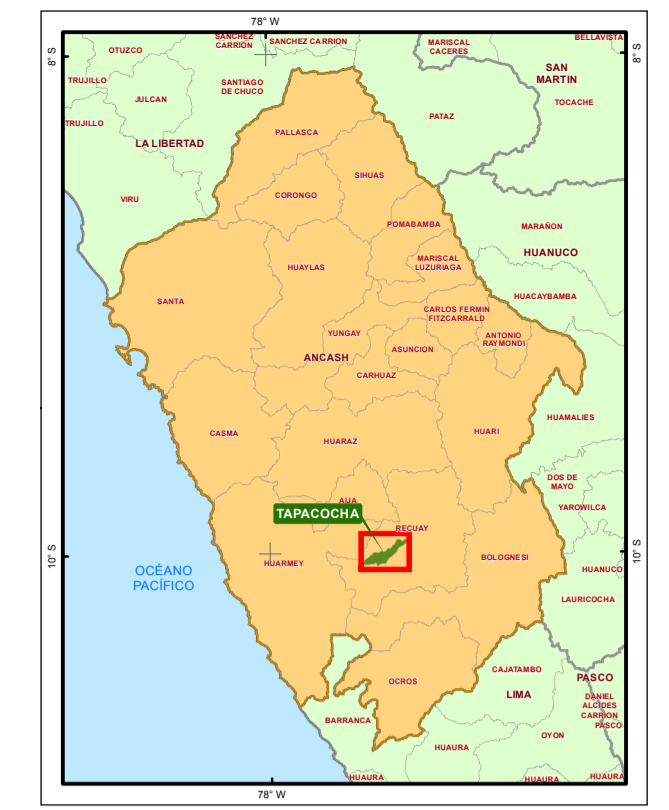 78° W
SANCHEZ
CARRIÓN
SANCHEZ CARRION
MARISCAL
CACERES
BELLAVISTA
OTUZCO
8° S
8° S
SAN
MARTIN
TRUJILLO
SANTIAGO
DE CHUCO
JULCAN
TOCACHE
PATAZ
TRUJILLO
PALLASCA
LA LIBERTAD
SIHUAS
CORONGO
VIRU
POMABAMBA
MARAÑON
HUANUCO
MARISCAL
LUZURIAGA
HUAYLAS
HUACAYBAMBA
SANTA
CARLOS FERMIN
FITZCARRALD
YUNGAY
ANTONIO
RAYMONDI
ASUNCION
ANCASH
CARHUAZ
HUAMALIES
CASMA
HUARI
HUARAZ
DOS DE
MAYO
AIJA
YAROWILCA
TAPACOCHA
RECUAY
10° S
10° S
BOLOGNESI
HUARMEY
OCÉANO
PACÍFICO
HUANUCO
LAURICOCHA
CAJATAMBO
PASCO
OCROS
LIMA
DANIEL
ALCIDES
CARRION
PASCO
BARRANCA
OYON
HUAURA
HUAURA
HUAURA
HUAURA
78° W